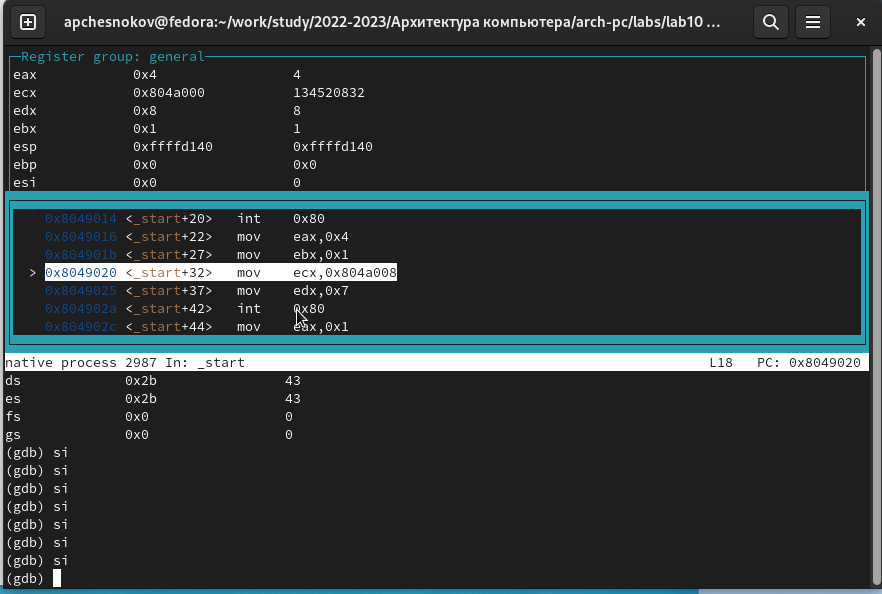 apchesnokov@fedora:~/work/study/2022-2023/Архитектура компьютера/arch-pc/labs/lab10 ...
Register group: general
eax 0x4 4
ecx 0x804a000 134520832
edx 0x8 8
ebx 0x1 1
esp 0xffffd140 0xffffd140
ebp 0x0 0x0
esi 0x0 0
0x8049014 <_start+20> int 0x80
0x8049016 <_start+22> mov eax,0x4
0x804901b <_start+27> mov ebx,0x1
> 0x8049020 <_start+32> mov ecx,0x804a008
0x8049025 <_start+37> mov edx,0x7
0x804902a <_start+42> int 0x80
0x804902c <_start+44> mov eax,0x1
native process 2987 In: _start L18 PC: 0x8049020
ds 0x2b 43
es 0x2b 43
fs 0x0 0
gs 0x0 0
(gdb) si
(gdb) si
(gdb) si
(gdb) si
(gdb) si
(gdb) si
(gdb) si
(gdb)